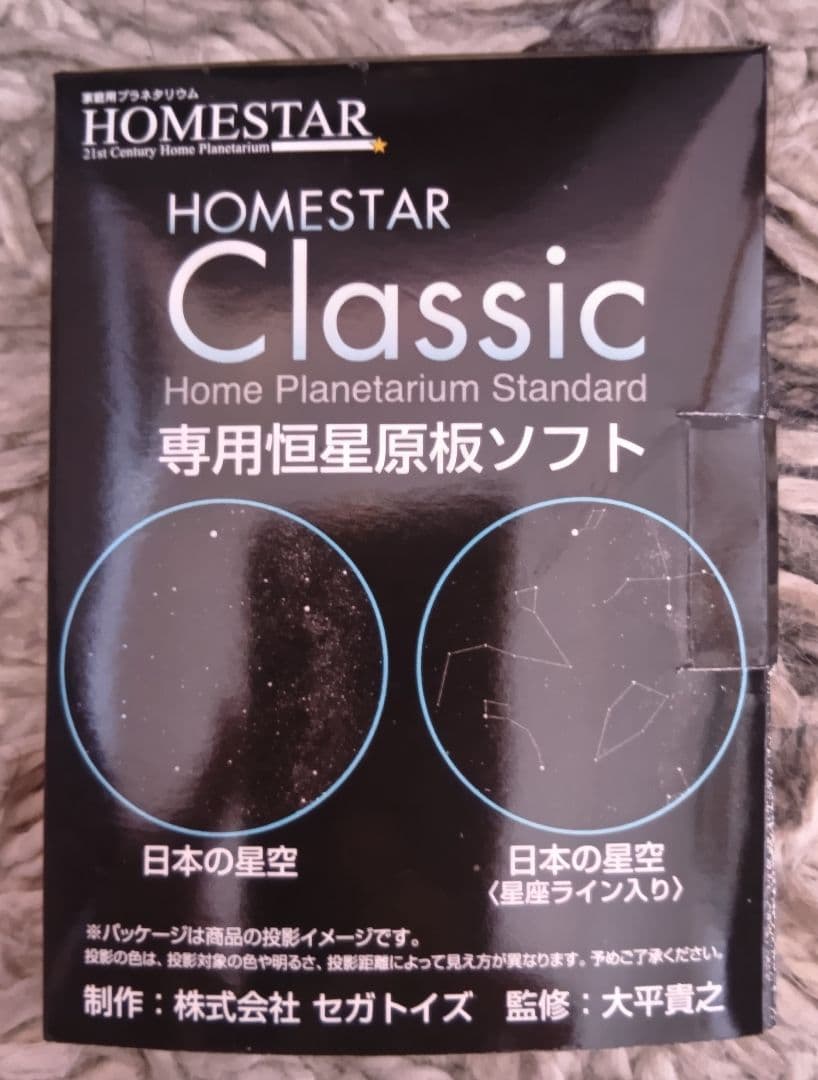 家庭用プラネタリウム
HOMESTAR
21st Century Home Planetarium
HOMESTAR
Classic
Home Planetarium Standard
専用恒星原板ソフト
日本の星空
日本の星空
〈星座ライン入り〉
※パッケージは商品の投影イメージです。
投影の色は、投影対象の色や明るさ、投影距離によって見え方が異なります。予めご了承ください。
制作：株式会社 セガトイズ 監修：大平貴之